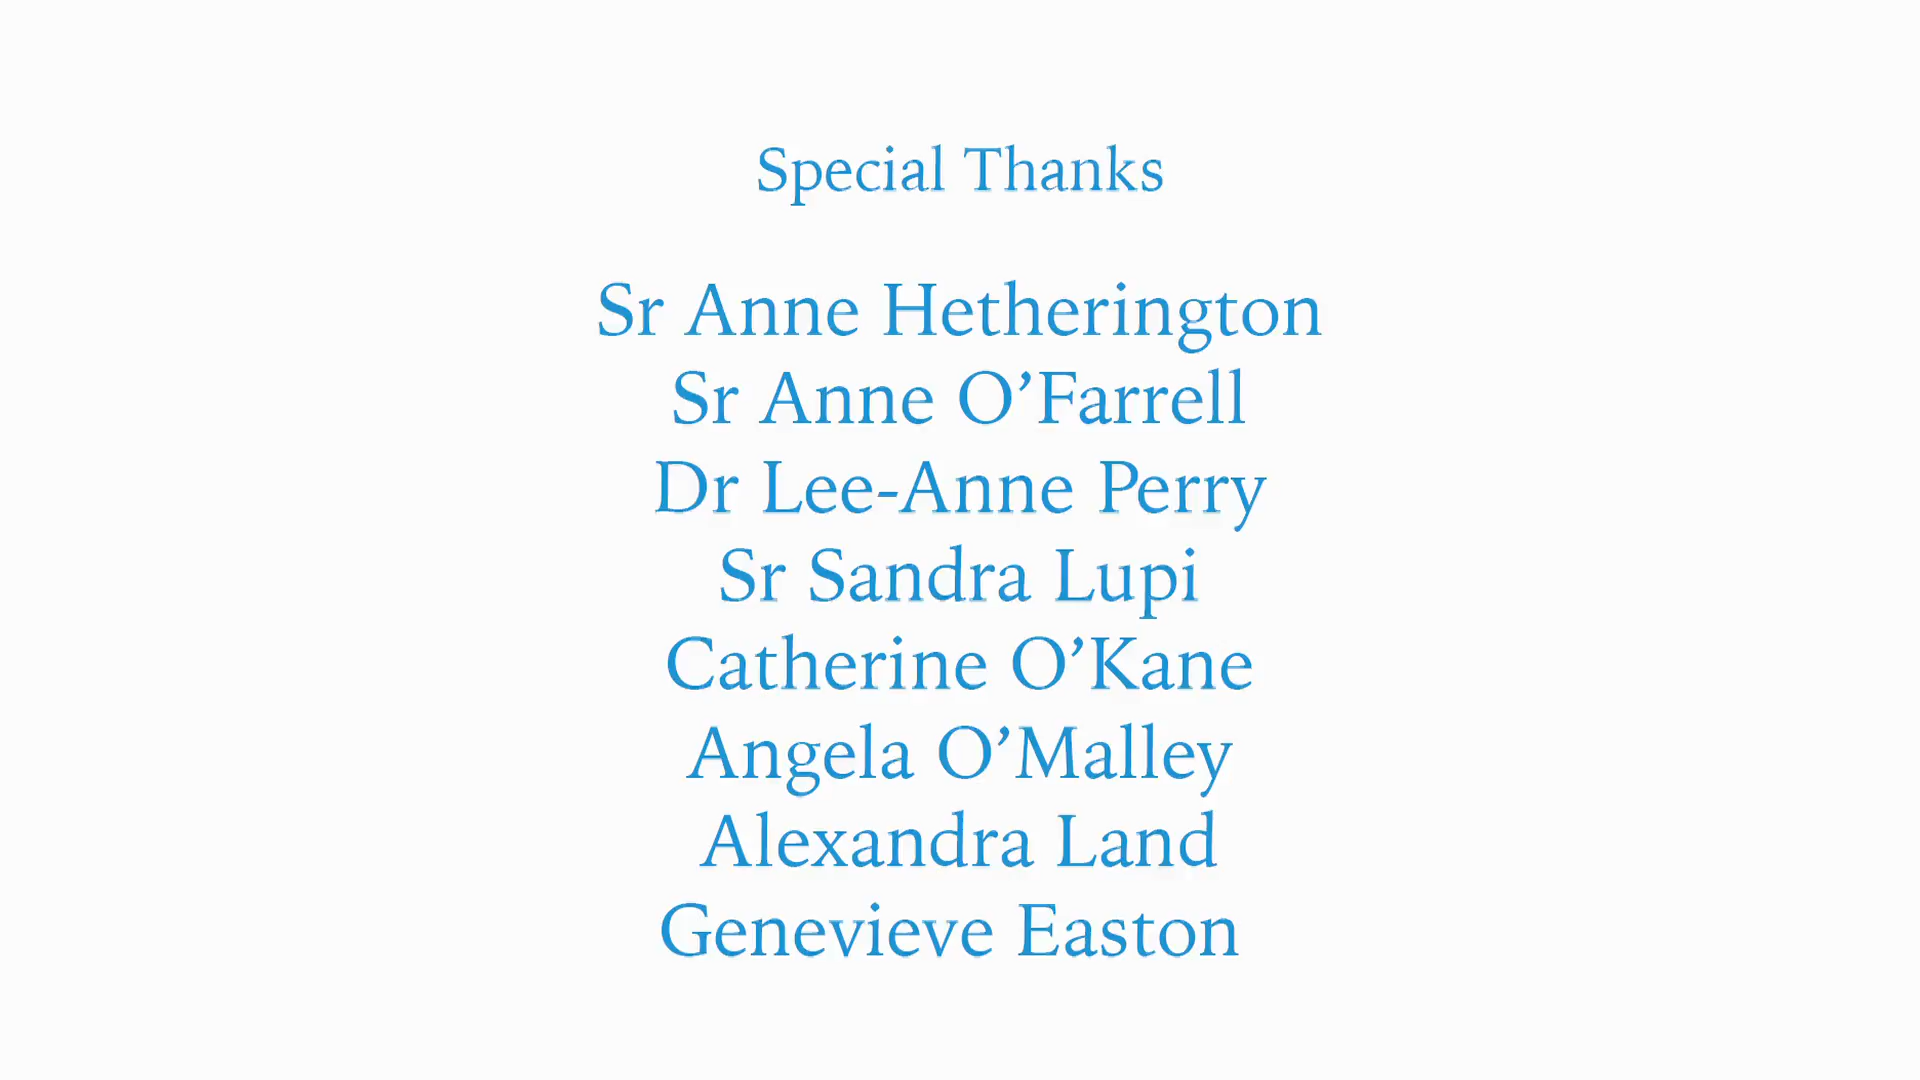 Special Thanks
Sr Anne Hetherington
Sr Anne O’Farrell
Dr Lee-Anne Perry
Sr Sandra Lupi
Catherine O’Kane
Angela O’Malley
Alexandra Land
Genevieve Easton